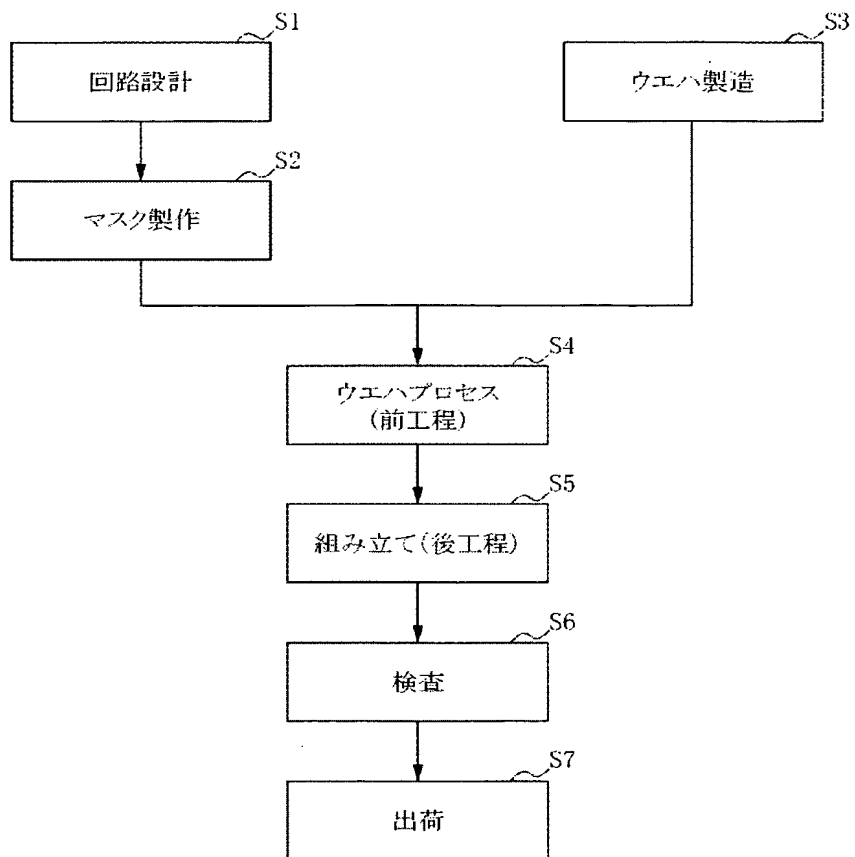 S1
回路設計
S3
ウエハ製造
S2
マスク製作
S4
ウエハプロセス
(前工程)
S5
組み立て(後工程)
S6
検査
S7
出荷